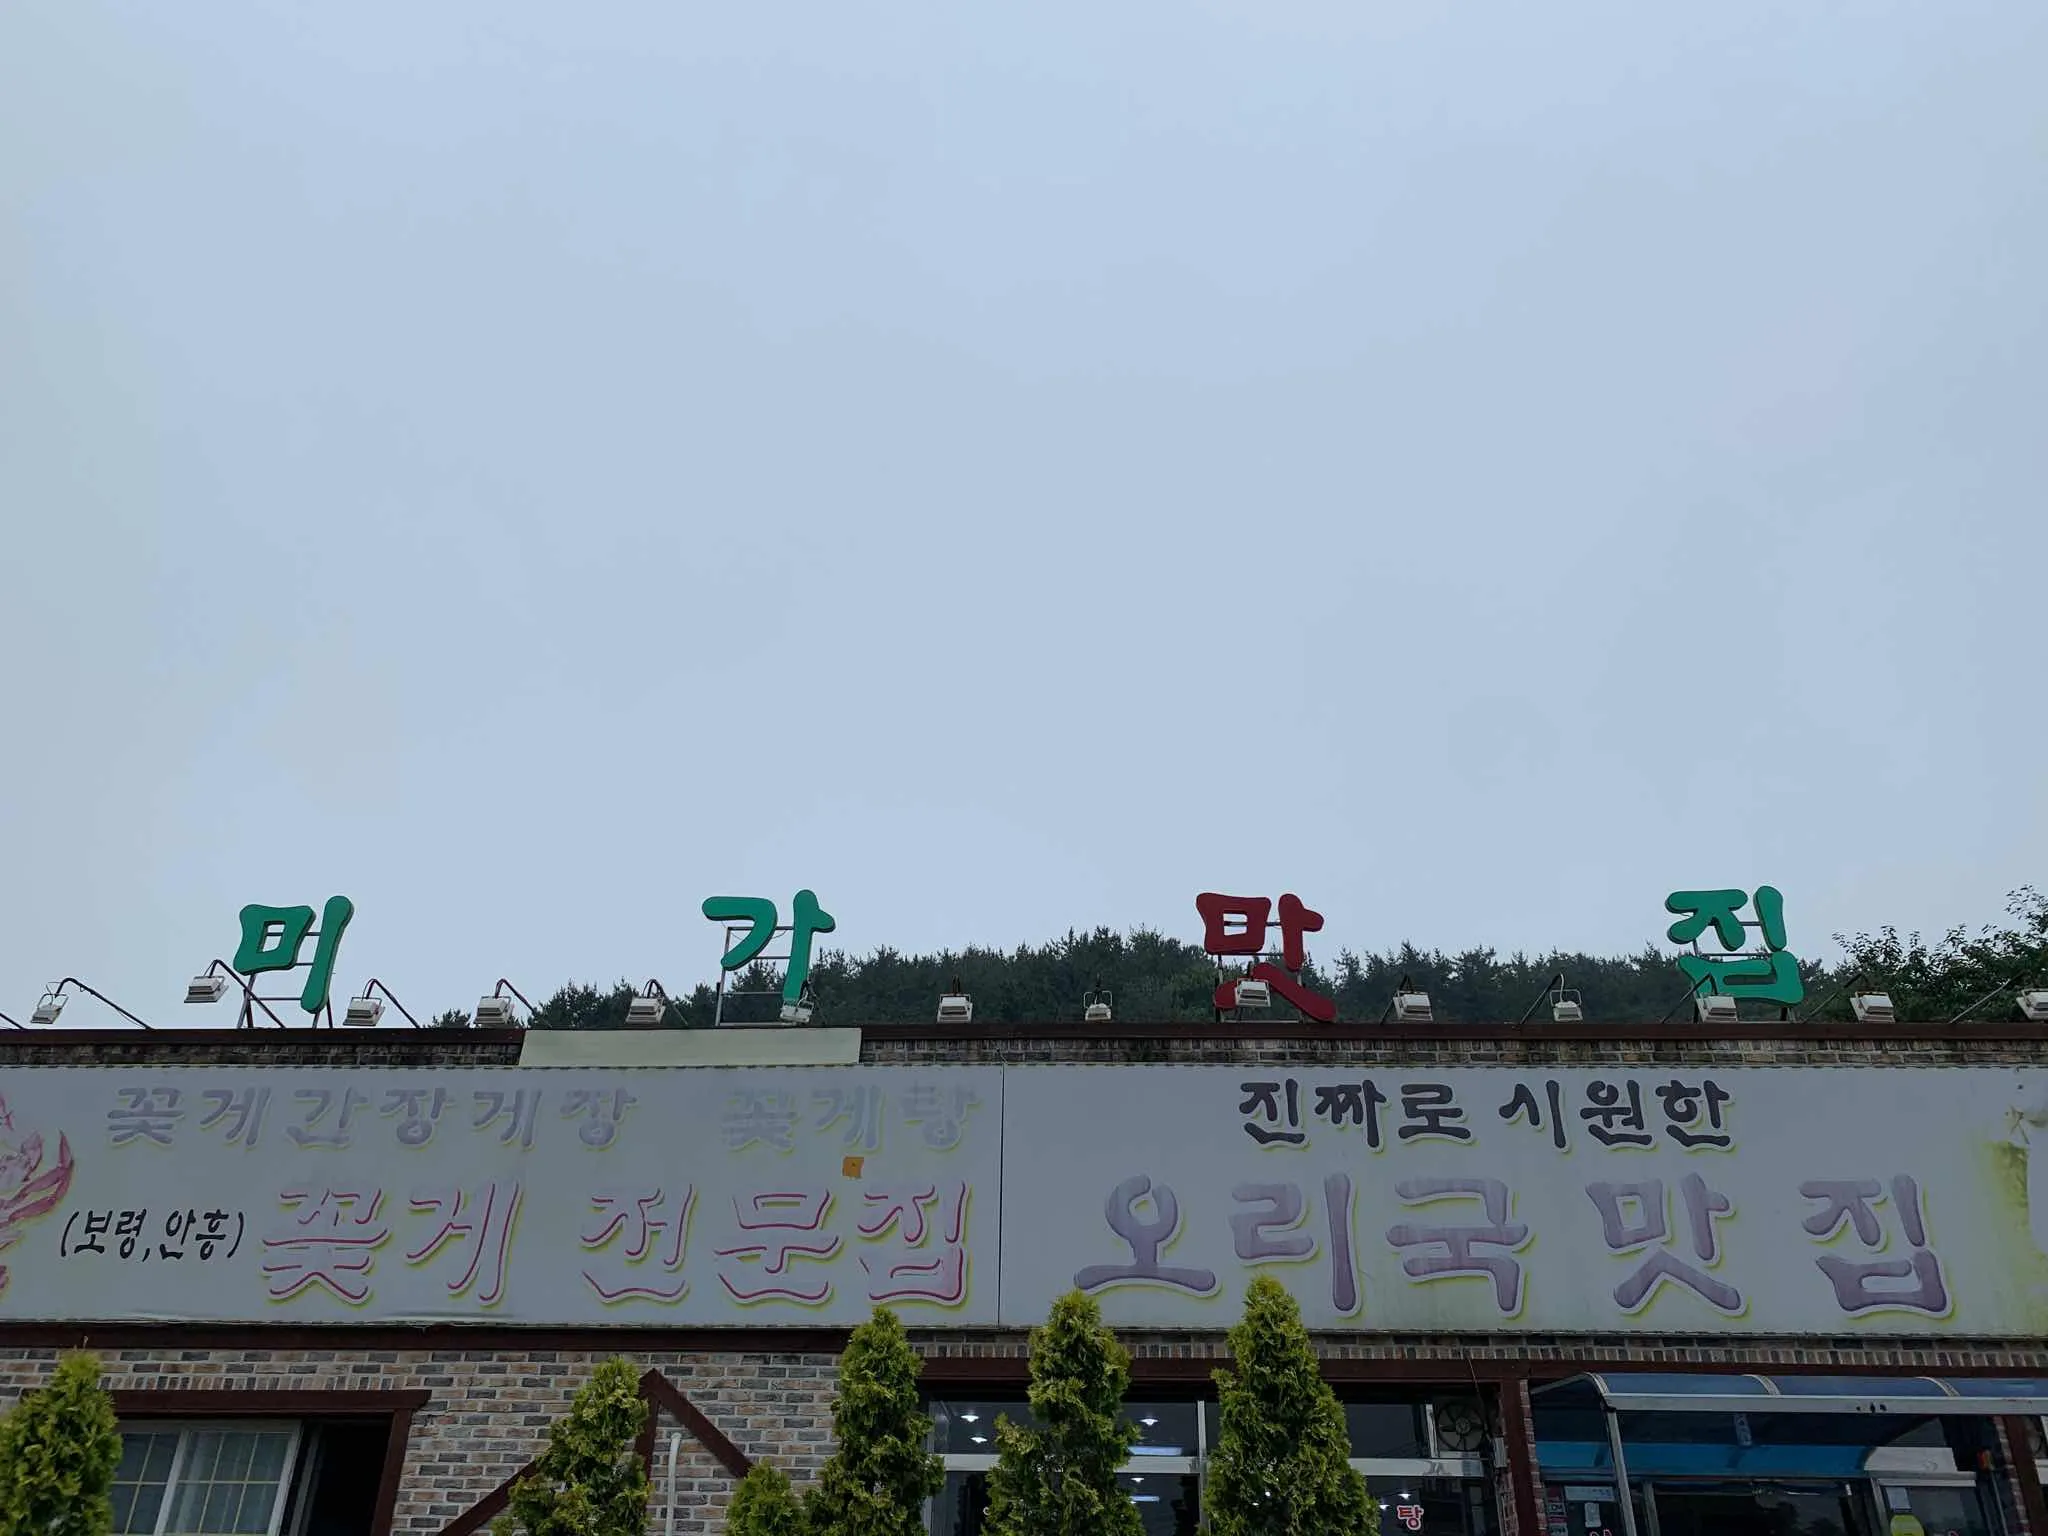 미가맛집
꽃게간장게장 꽃게탕
(보령,안흥) 꽃게 전문집
진짜로 시원한
오리국 맛집
탕